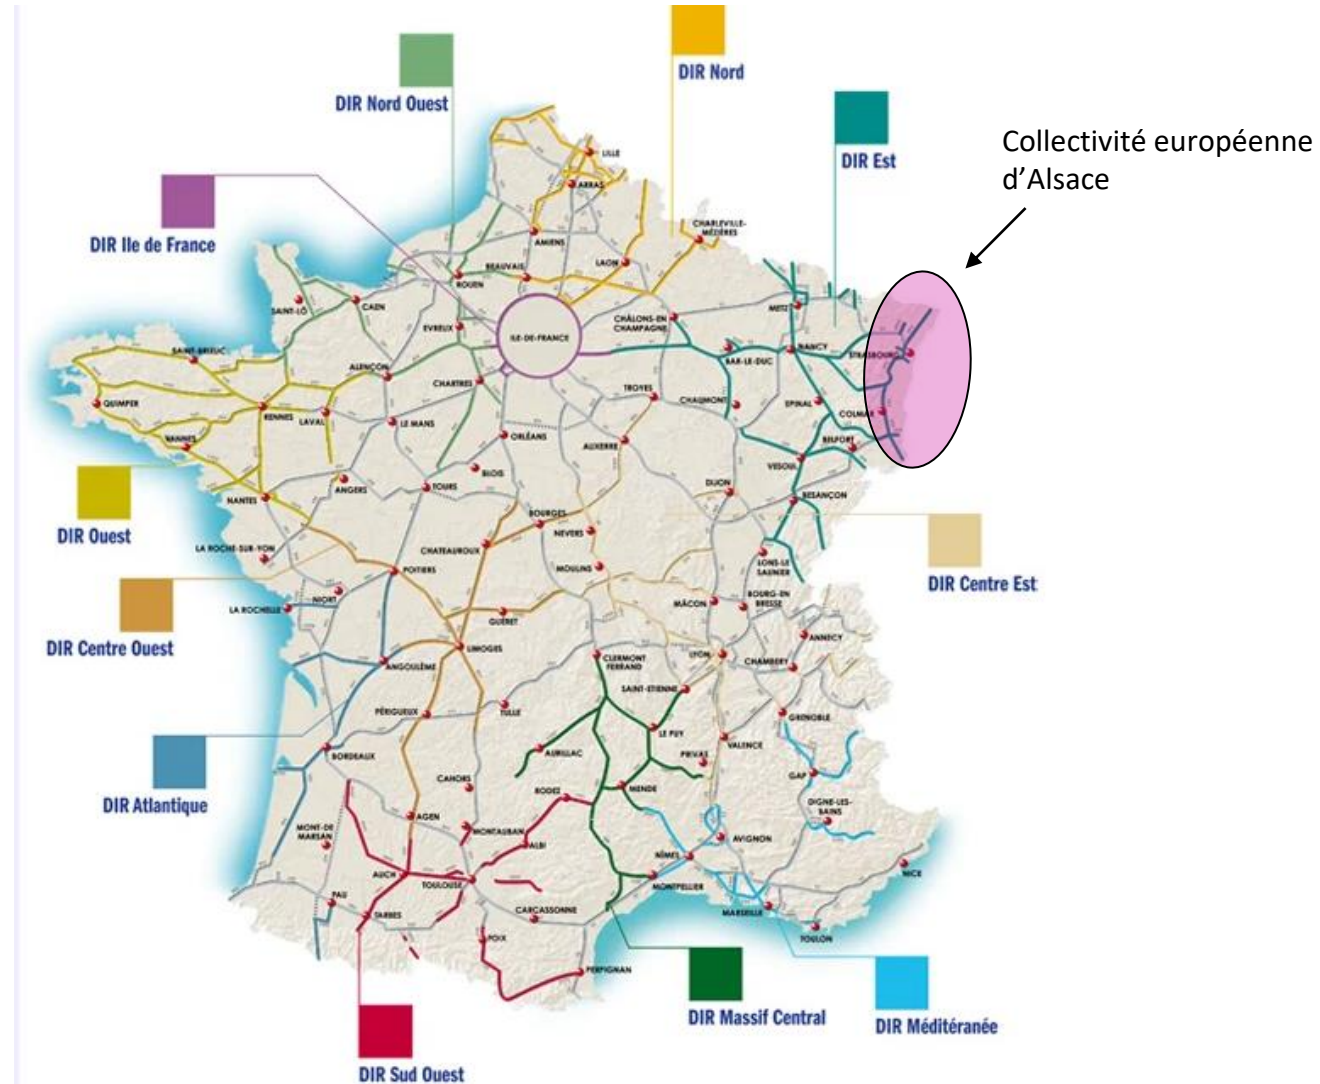 DIR Nord
DIR Nord Ouest
DIR Est
Collectivité européenne
d’Alsace
DIR Ile de France
LILLE
ARRAS
AMIENS
CHARLEVILLE-
MÉZIÈRES
LAON
BEAUVAIS
ROUEN
SAINT-LO
CAEN
EVREUX
ILE-DE-FRANCE
CHÂLONS-EN
CHAMPAGNE
METZ
BAR-LE-DUC
NANCY
STRASBOURG
SAINT-BRIEUC
ALENÇON
CHARTRES
TROYES
CHAUMONT
EPINAL
COLMAR
QUIMPER
RENNES
LAVAL
LE MANS
ORLÉANS
AUXERRE
BELFORT
VANNES
VESOUL
DIR Ouest
NANTES
ANGERS
TOURS
BLOIS
DIJON
BESANÇON
BOURGES
NEVERS
LA ROCHE-SUR-YON
CHATEAUROUX
MOULINS
LONS-LE
SAUNIER
DIR Centre Est
POITIERS
NIORT
LA ROCHELLE
GUERET
MÂCON
BOURG-EN
BRESSE
DIR Centre Ouest
LIMOGES
ANGOULÊME
CLERMONT
FERRAND
LYON
ANNECY
CHAMBERY
SAINT-ETIENNE
PÉRIGUEUX
TULLE
LE PUY
GRENOBLE
BORDEAUX
AURILLAC
PRIVAS
VALENCE
DIR Atlantique
CAHORS
RODEZ
MENDE
GAP
DIGNE-LES-
BAINS
MONT-DE
MARSAN
AGEN
MONTAUBAN
ALBI
AVIGNON
NÎMES
AUCH
TOULOUSE
MONTPELLIER
NICE
PAU
TARBES
CARCASSONNE
MARSEILLE
TOULON
FOIX
PERPIGNAN
DIR Massif Central
DIR Méditéranée
DIR Sud Ouest